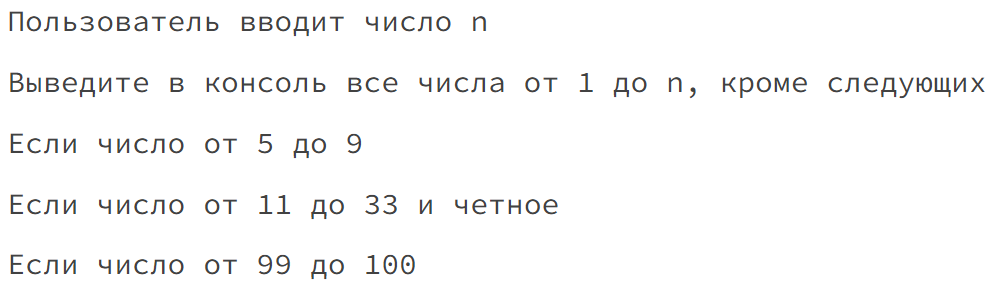 Пользователь вводит число n
Выведите в консоль все числа от 1 до n, кроме следующих
Если число от 5 до 9
Если число от 11 до 33 и четное
Если число от 99 до 100